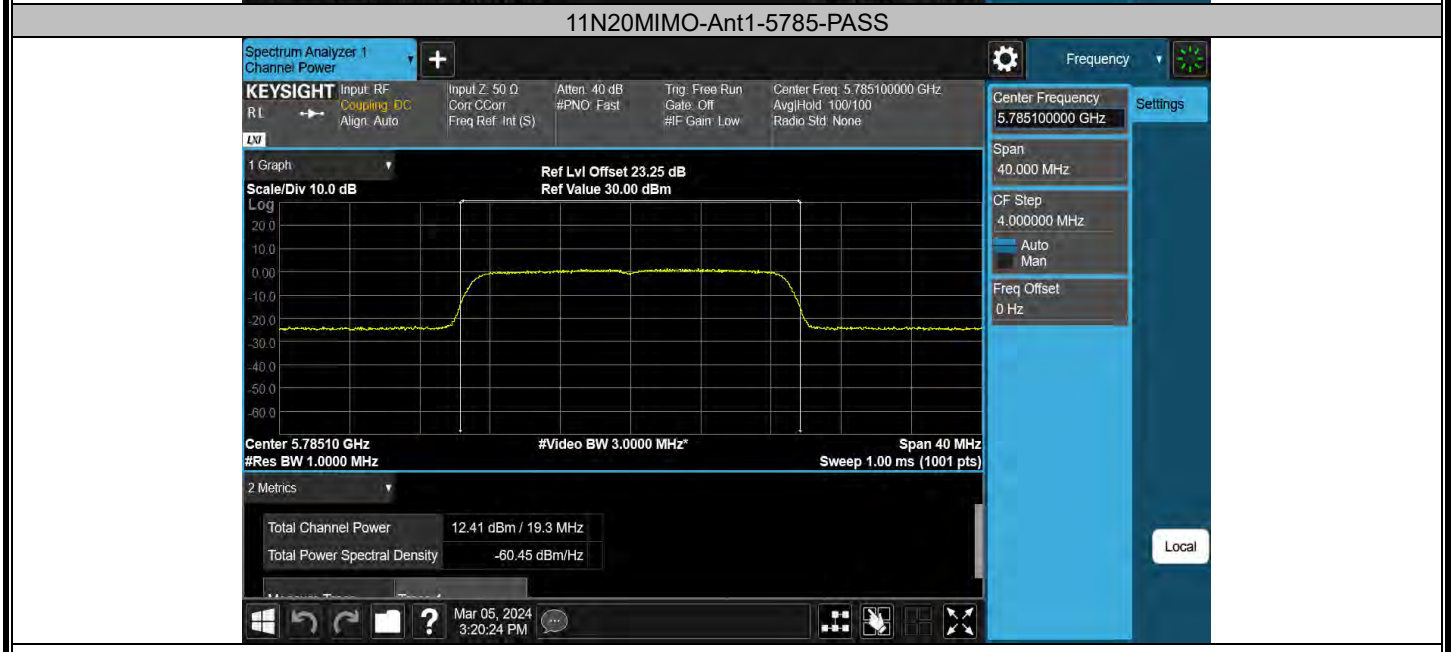 11N20MIMO-Ant1-5785-PASS
Spectrum Analyzer 1
Channel Power
Frequency
KEYSIGHT
RL
LXI
Input: RF
Coupling: DC
Align: Auto
Input Z: 50 Ω
Corr CCorr
Freq Ref: Int (S)
Atten: 40 dB
#PNO: Fast
Trig: Free Run
Gate: Off
#IF Gain: Low
Center Freq: 5.785100000 GHz
Avg|Hold: 100/100
Radio Std: None
Center Frequency
5.785100000 GHz
Settings
Span
40.000 MHz
CF Step
4.000000 MHz
Auto
Man
Freq Offset
0 Hz
1 Graph
Scale/Div 10.0 dB
Ref Lvl Offset 23.25 dB
Ref Value 30.00 dBm
Log
20.0
10.0
0.00
-10.0
-20.0
-30.0
-40.0
-50.0
-60.0
Center 5.78510 GHz
#Video BW 3.0000 MHz*
Span 40 MHz
#Res BW 1.0000 MHz
Sweep 1.00 ms (1001 pts)
2 Metrics
Total Channel Power 12.41 dBm / 19.3 MHz
Total Power Spectral Density -60.45 dBm/Hz
Local
Mar 05, 2024
3:20:24 PM